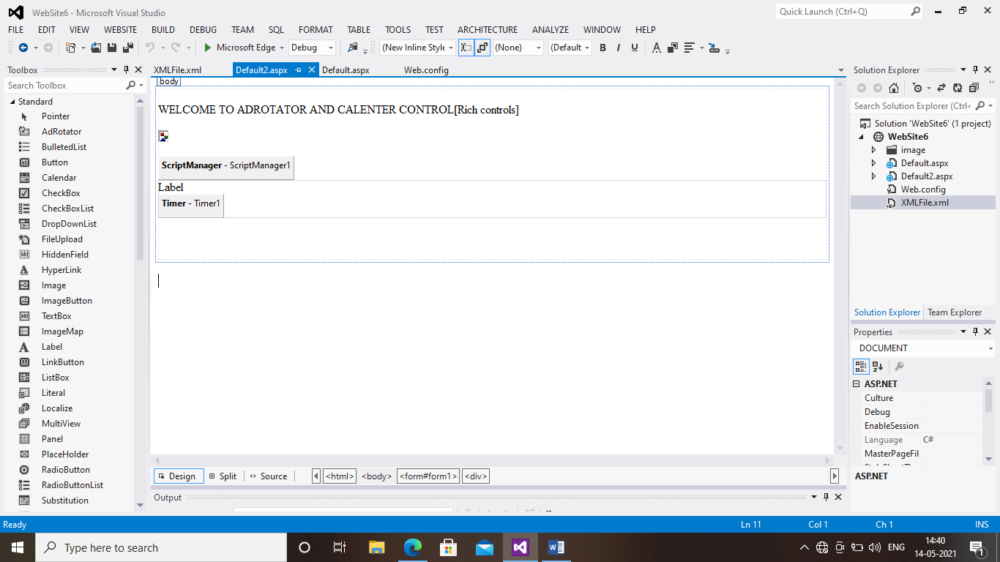 WebSite6 - Microsoft Visual Studio
Quick Launch (Ctrl+Q)
FILE EDIT VIEW WEBSITE BUILD DEBUG TEAM SQL FORMAT TABLE TOOLS TEST ARCHITECTURE ANALYZE WINDOW HELP
Microsoft Edge Debug (New Inline Style (None) (Default B I U A
Toolbox
Search Toolbox
Standard
Pointer
AdRotator
BulletedList
Button
Calendar
CheckBox
CheckBoxList
DropDownList
FileUpload
HiddenField
HyperLink
Image
ImageButton
TextBox
ImageMap
Label
LinkButton
ListBox
Literal
Localize
MultiView
Panel
PlaceHolder
RadioButton
RadioButtonList
Substitution
XMLFile.xml Default2.aspx Default.aspx Web.config
body
WELCOME TO ADROTATOR AND CALENTER CONTROL[Rich controls]
ScriptManager - ScriptManager1
Label
Timer - Timer1
Design Split Source <html> <body> <form#form1> <div>
Output
Solution Explorer
Search Solution Explorer (Ctrl+
Solution 'WebSite6' (1 project)
WebSite6
image
Default.aspx
Default2.aspx
Web.config
XMLFile.xml
Solution Explorer Team Explorer
Properties
DOCUMENT
ASP.NET
Culture
Debug
EnableSession
Language C#
MasterPageFil
ASP.NET
Ready Ln 11 Col 1 Ch 1 INS
Type here to search
ENG
14:40
14-05-2021
1